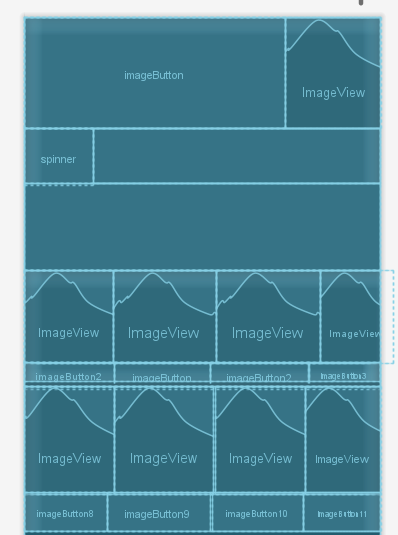 imageButton
ImageView
spinner
ImageView ImageView ImageView ImageView
imageButton2 imageButton imageButton2 imageButton3
ImageView ImageView ImageView ImageView
imageButton8 imageButton9 imageButton10 imageButton11